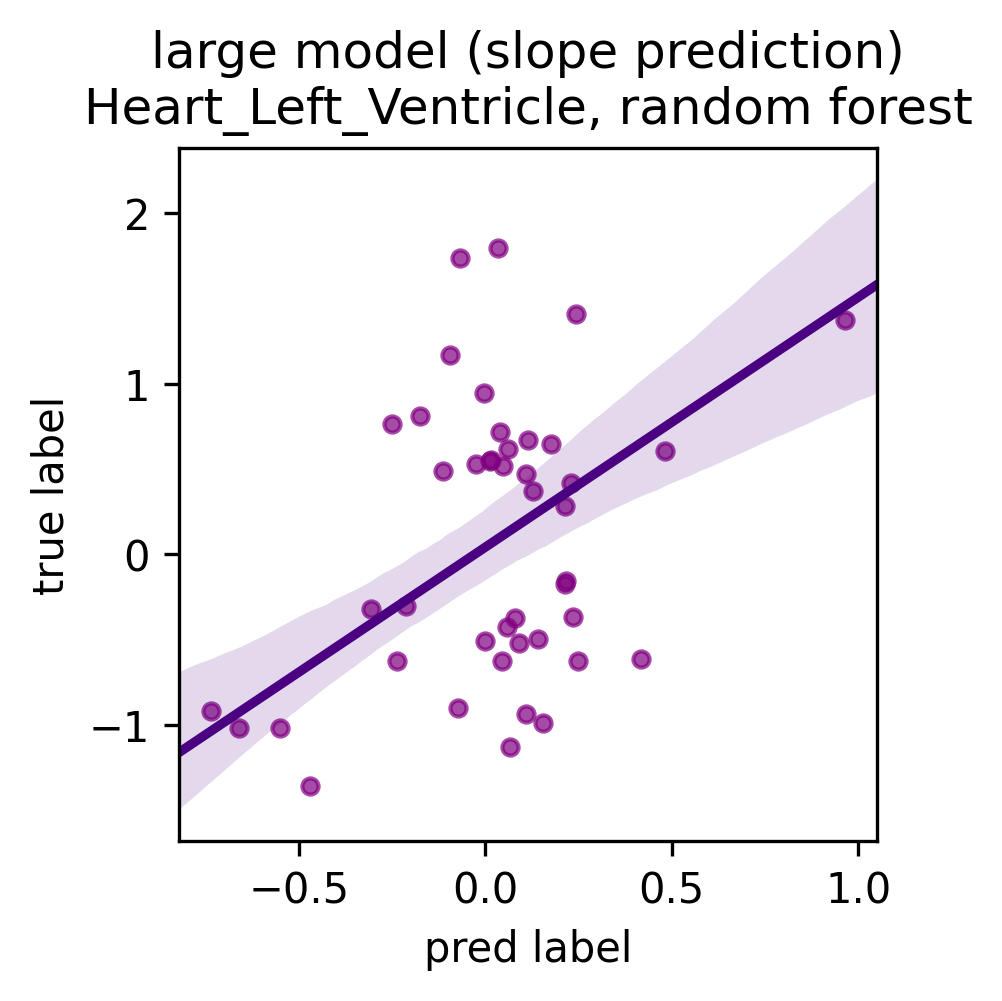 large model (slope prediction)
Heart_Left_Ventricle, random forest
2
1
0
−1
true label
−0.5 0.0 0.5 1.0
pred label